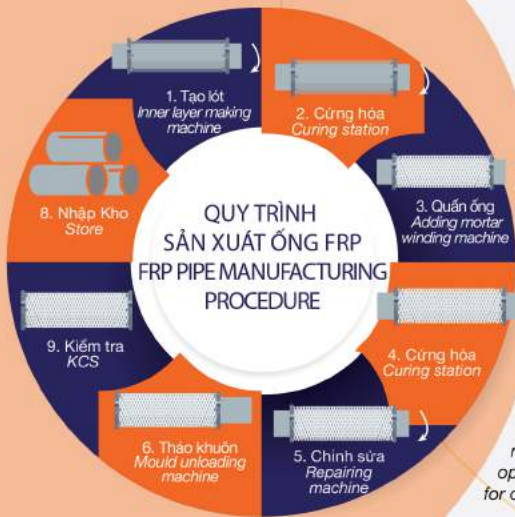 QUY TRÌNH
SẢN XUẤT ỐNG FRP
FRP PIPE MANUFACTURING
PROCEDURE
1. Tạo lót
Inner layer making
machine
2. Cứng hóa
Curing station
3. Quấn ống
Adding mortar
winding machine
4. Cứng hóa
Curing station
5. Chỉnh sửa
Repairing
machine
6. Tháo khuôn
Mould unloading
machine
9. Kiểm tra
KCS
8. Nhập Kho
Store
for